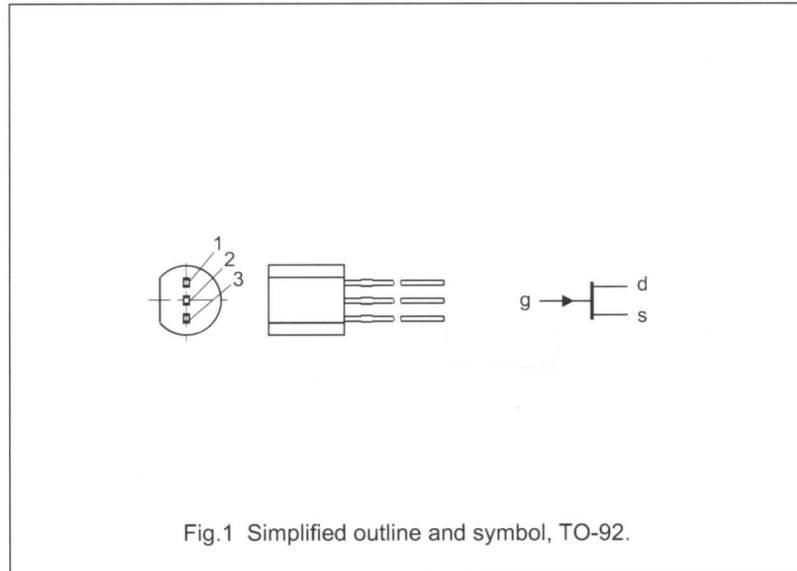 1
2
3
g
d
s
Fig.1 Simplified outline and symbol, TO-92.